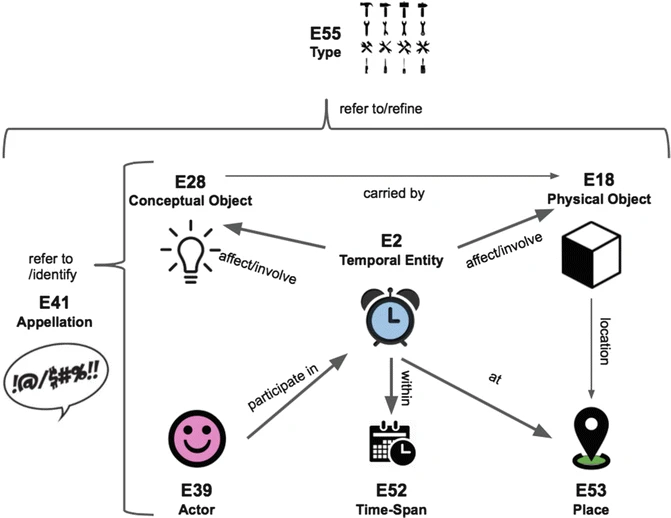 E55
Type
refer to/refine
E28
Conceptual Object
carried by
E18
Physical Object
refer to
/identify
E41
Appellation
!@/§#%!!
affect/involve
E2
Temporal Entity
affect/involve
location
participate in
within
at
E39
Actor
E52
Time-Span
E53
Place